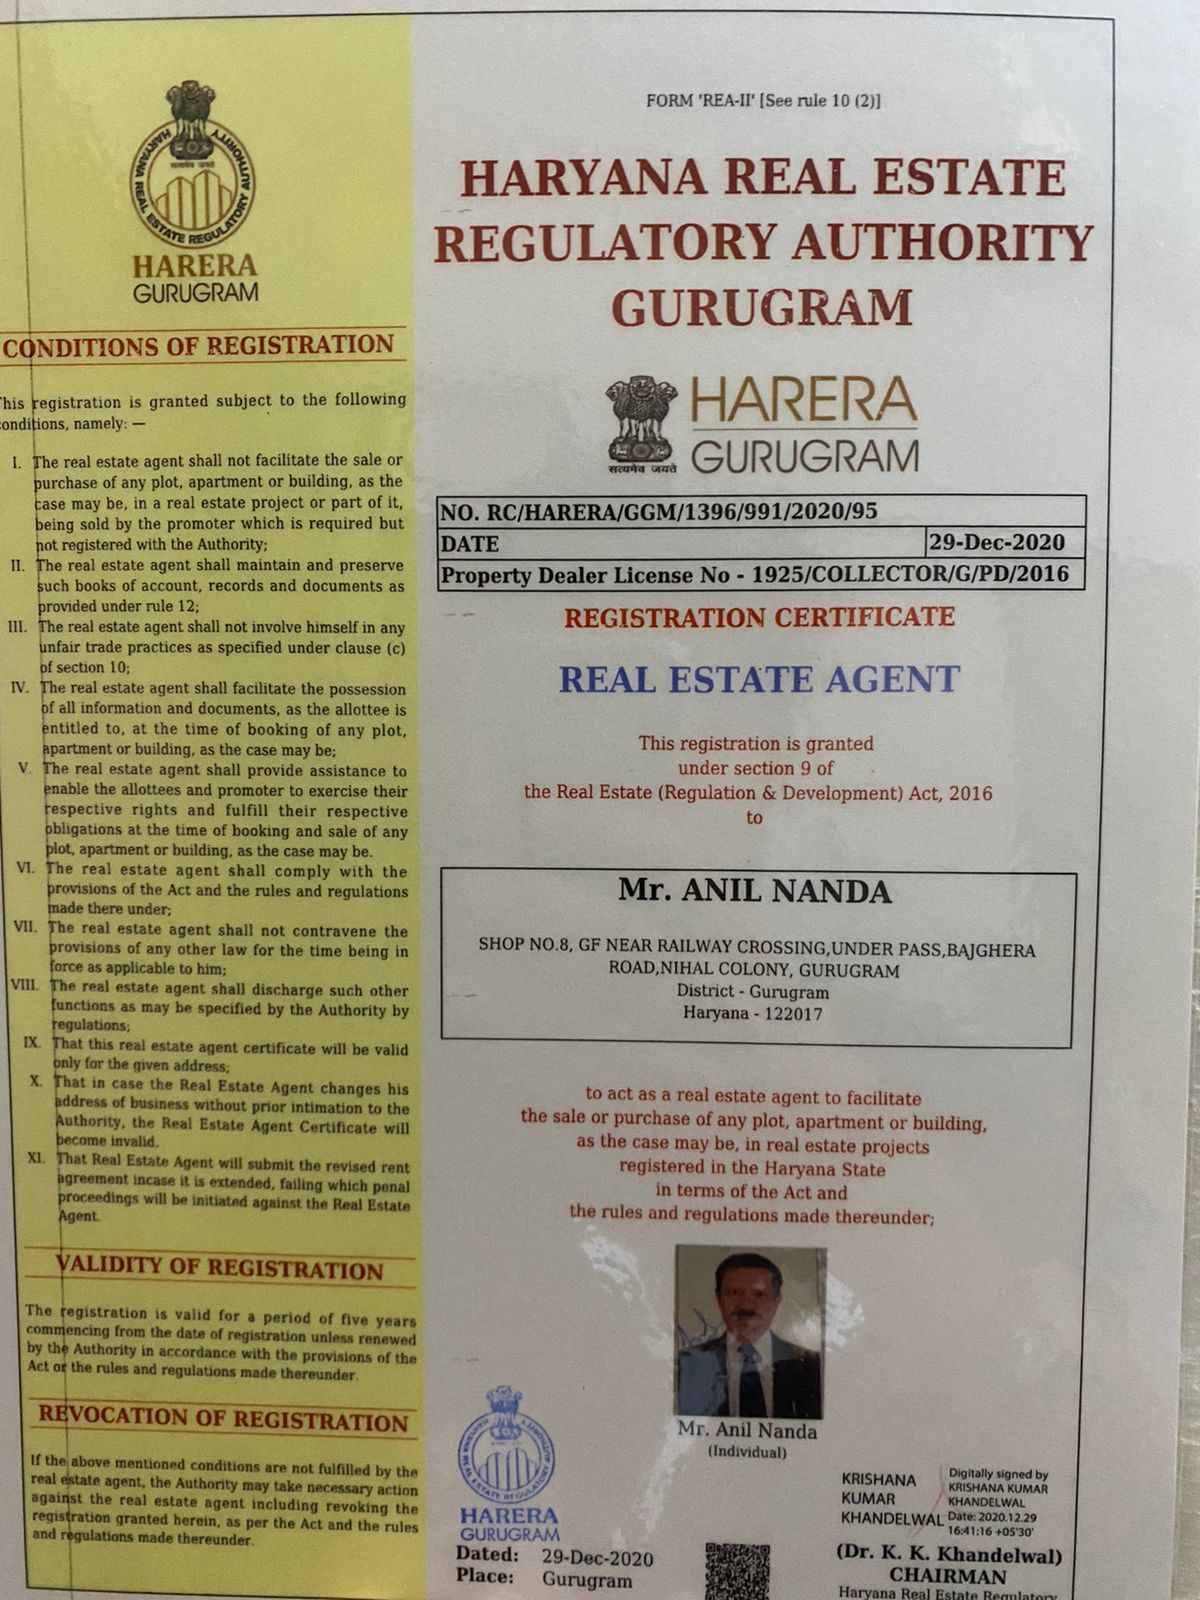 HARYANA REAL ESTATE REGULATORY AUTHORITY
सत्यमेव जयते
HARERA
GURUGRAM
CONDITIONS OF REGISTRATION
This registration is granted subject to the following
conditions, namely: —
I. The real estate agent shall not facilitate the sale or
purchase of any plot, apartment or building, as the
case may be, in a real estate project or part of it,
being sold by the promoter which is required but
not registered with the Authority;
II. The real estate agent shall maintain and preserve
such books of account, records and documents as
provided under rule 12;
III. The real estate agent shall not involve himself in any
unfair trade practices as specified under clause (c)
of section 10;
IV. The real estate agent shall facilitate the possession
of all information and documents, as the allottee is
entitled to, at the time of booking of any plot,
apartment or building, as the case may be;
V. The real estate agent shall provide assistance to
enable the allottees and promoter to exercise their
respective rights and fulfill their respective
obligations at the time of booking and sale of any
plot, apartment or building, as the case may be.
VI. The real estate agent shall comply with the
provisions of the Act and the rules and regulations
made there under;
VII. The real estate agent shall not contravene the
provisions of any other law for the time being in
force as applicable to him;
VIII. The real estate agent shall discharge such other
functions as may be specified by the Authority by
regulations;
IX. That this real estate agent certificate will be valid
only for the given address;
X. That in case the Real Estate Agent changes his
address of business without prior intimation to the
Authority, the Real Estate Agent Certificate will
become invalid.
XI. That Real Estate Agent will submit the revised rent
agreement incase it is extended, failing which penal
proceedings will be initiated against the Real Estate
Agent.
VALIDITY OF REGISTRATION
The registration is valid for a period of five years
commencing from the date of registration unless renewed
by the Authority in accordance with the provisions of the
Act or the rules and regulations made thereunder.
REVOCATION OF REGISTRATION
If the above mentioned conditions are not fulfilled by the
real estate agent, the Authority may take necessary action
against the real estate agent including revoking the
registration granted herein, as per the Act and the rules
and regulations made thereunder.
FORM 'REA-II' [See rule 10 (2)]
HARYANA REAL ESTATE
REGULATORY AUTHORITY
GURUGRAM
HARERA
सत्यमेव जयते GURUGRAM
NO. RC/HARERA/GGM/1396/991/2020/95
DATE 29-Dec-2020
Property Dealer License No - 1925/COLLECTOR/G/PD/2016
REGISTRATION CERTIFICATE
REAL ESTATE AGENT
This registration is granted
under section 9 of
the Real Estate (Regulation & Development) Act, 2016
to
Mr. ANIL NANDA
SHOP NO.8, GF NEAR RAILWAY CROSSING,UNDER PASS,BAJGHERA
ROAD,NIHAL COLONY, GURUGRAM
District - Gurugram
Haryana - 122017
to act as a real estate agent to facilitate
the sale or purchase of any plot, apartment or building,
as the case may be, in real estate projects
registered in the Haryana State
in terms of the Act and
the rules and regulations made thereunder;
Mr. Anil Nanda
(Individual)
HARERA
GURUGRAM
Dated: 29-Dec-2020
Place: Gurugram
KRISHANA
KUMAR
KHANDELWAL
Digitally signed by
KRISHANA KUMAR
KHANDELWAL
Date: 2020.12.29
16:41:16 +05'30'
(Dr. K. K. Khandelwal)
CHAIRMAN
Haryana Real Estate Regulatory